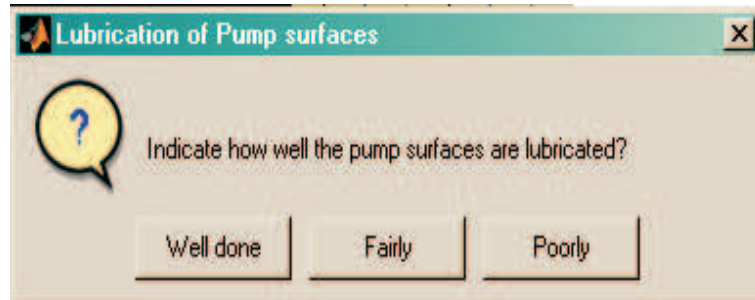 Lubrication of Pump surfaces
?
Indicate how well the pump surfaces are lubricated?
Well done Fairly Poorly